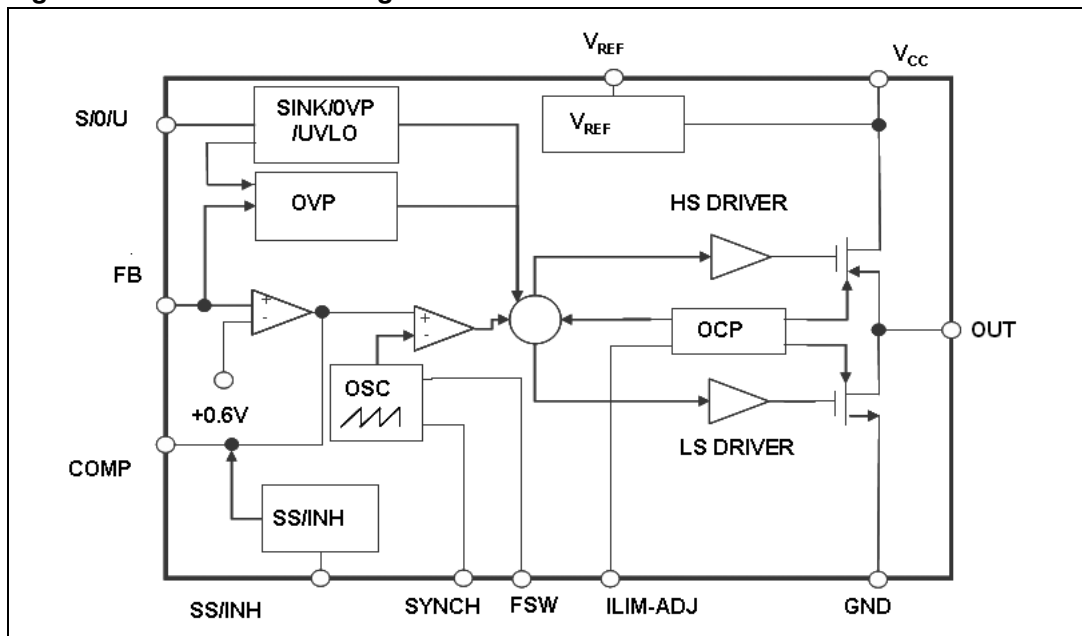 V_REF
V_CC
S/0/U
SINK/0VP
/UVLO
V_REF
OVP
HS DRIVER
FB
+
-
+
-
OCP
OUT
OSC
+0.6V
LS DRIVER
COMP
SS/INH
SS/INH
SYNCH
FSW
ILIM-ADJ
GND